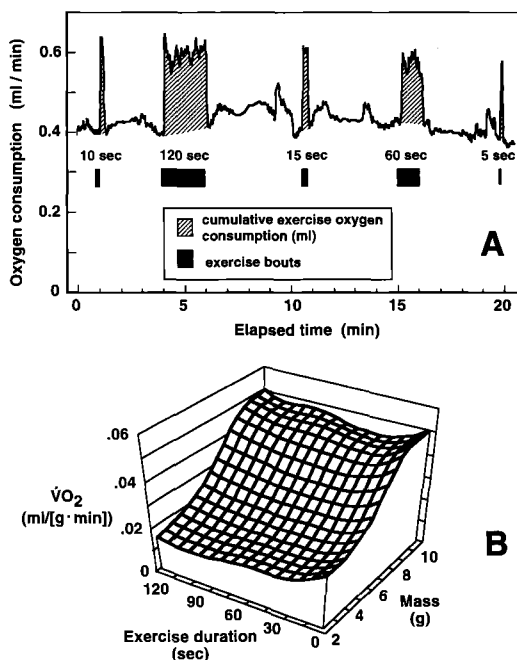 Oxygen consumption (ml / min)
0.6
0.4
0.2
0
10 sec
120 sec
15 sec
60 sec
5 sec
cumulative exercise oxygen
consumption (ml)
exercise bouts
A
0
5
10
15
20
Elapsed time (min)
.06
.04
.02
0
V̇O2
(ml/[g·min])
B
120
90
60
30
0
Exercise duration
(sec)
2
4
6
8
10
Mass
(g)